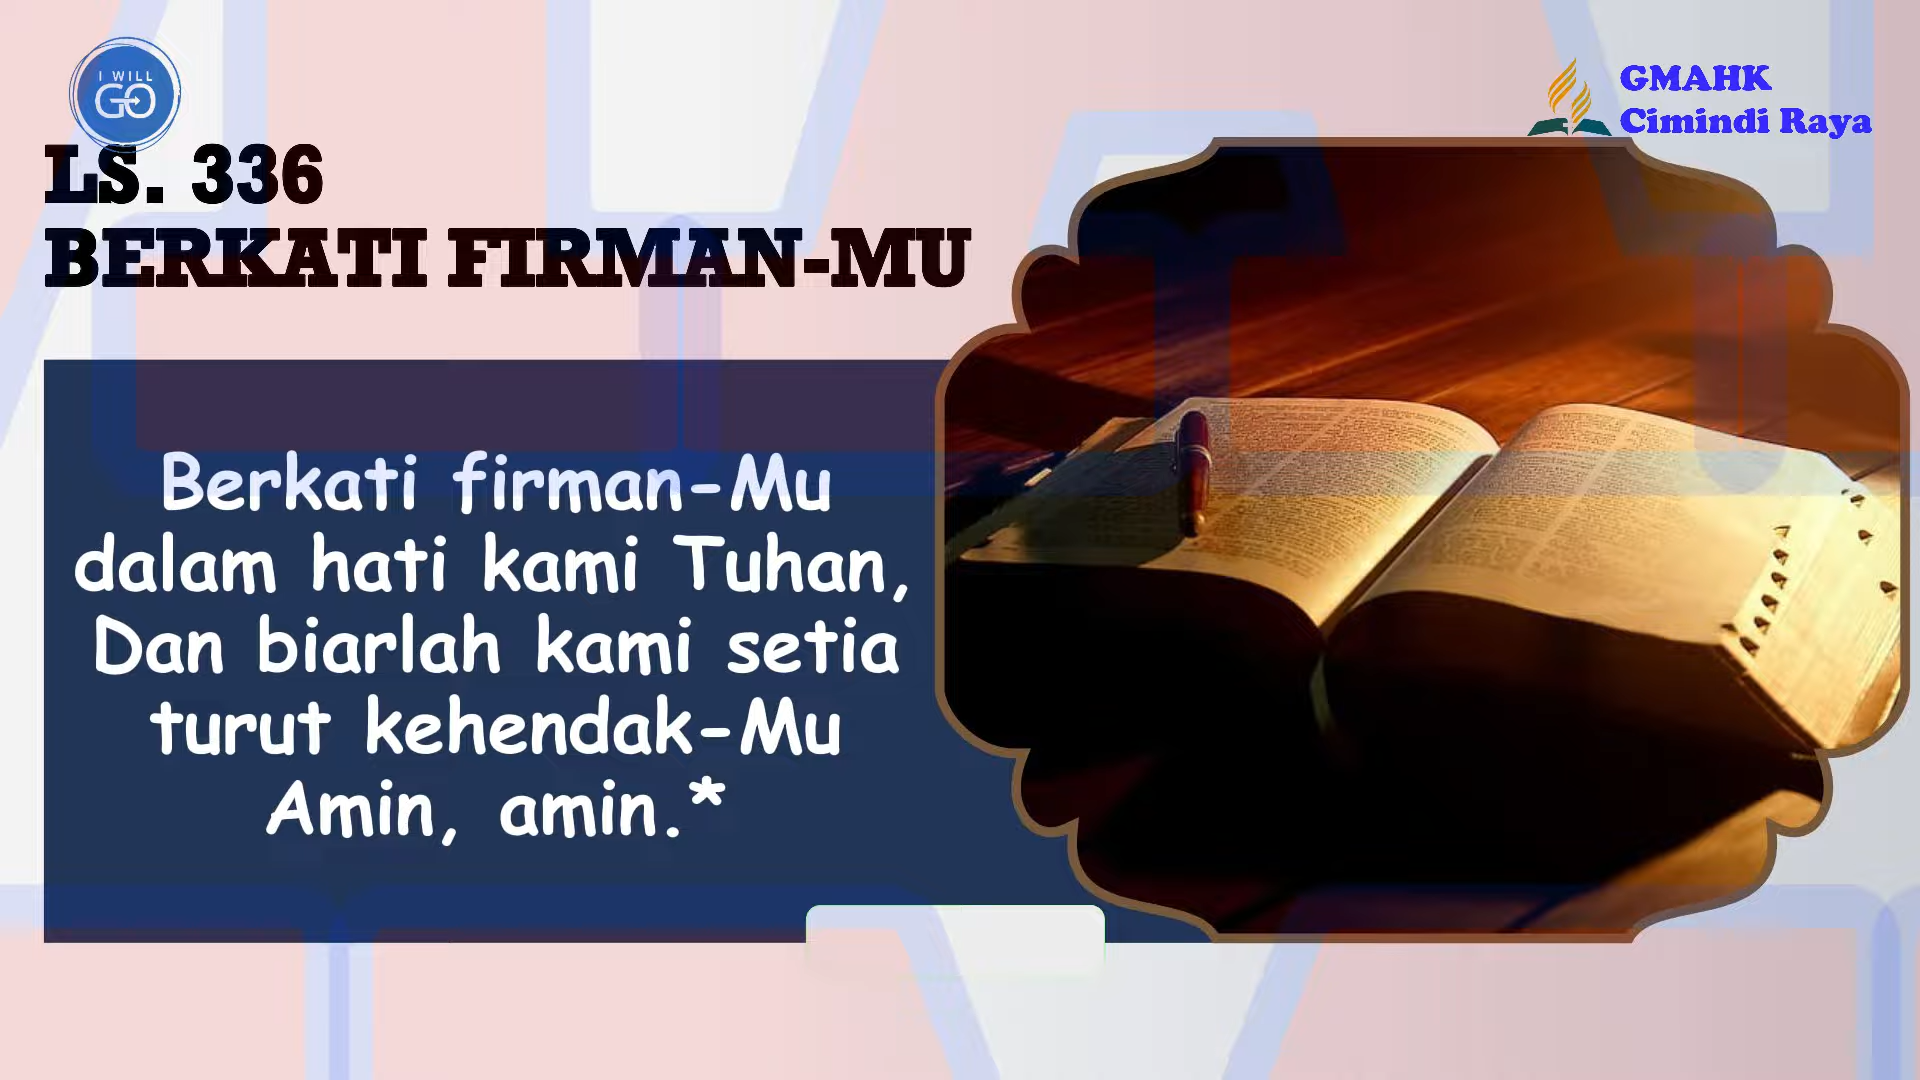 I WILL
GO
GMAHK
Cimindi Raya
LS. 336
BERKATI FIRMAN-MU
Berkati firman-Mu
dalam hati kami Tuhan,
Dan biarlah kami setia
turut kehendak-Mu
Amin, amin.*